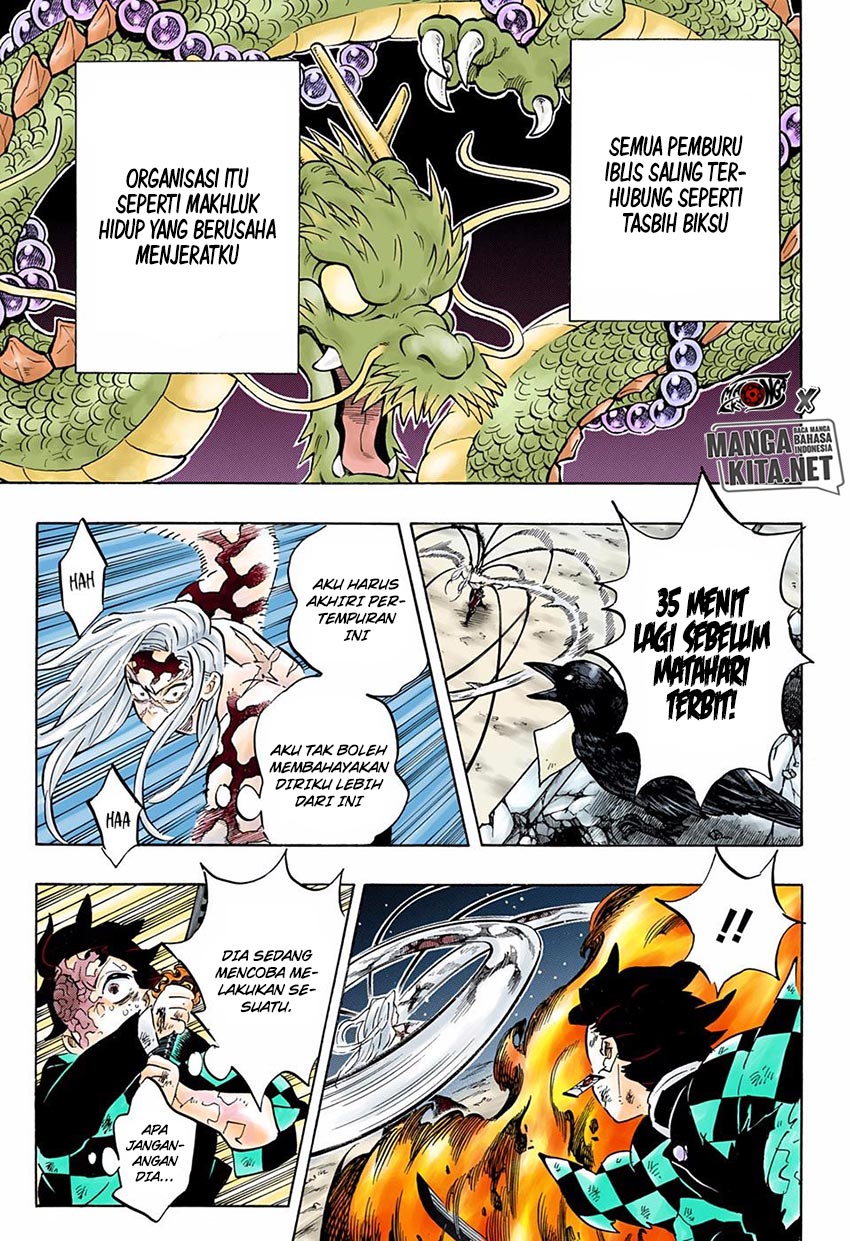 SEMUA PEMBURU
IBLIS SALING TER-
HUBUNG SEPERTI
TASBIH BIKSU
ORGANISASI ITU
SEPERTI MAKHLUK
HIDUP YANG BERUSAHA
MENJERATKU
X
MANGA
BACA MANGA
BAHASA
INDONESIA
KITA.NET
35 MENIT
LAGI SEBELUM
MATAHARI
TERBIT!
AKU HARUS
AKHIRI PER-
TEMPURAN
INI
HAH
AKU TAK BOLEH
MEMBAHAYAKAN
DIRIKU LEBIH
DARI INI
HAA
!!
DIA SEDANG
MENCOBA ME-
LAKUKAN SE-
SUATU.
APA
JANGAN-
ANGAN
DIA...